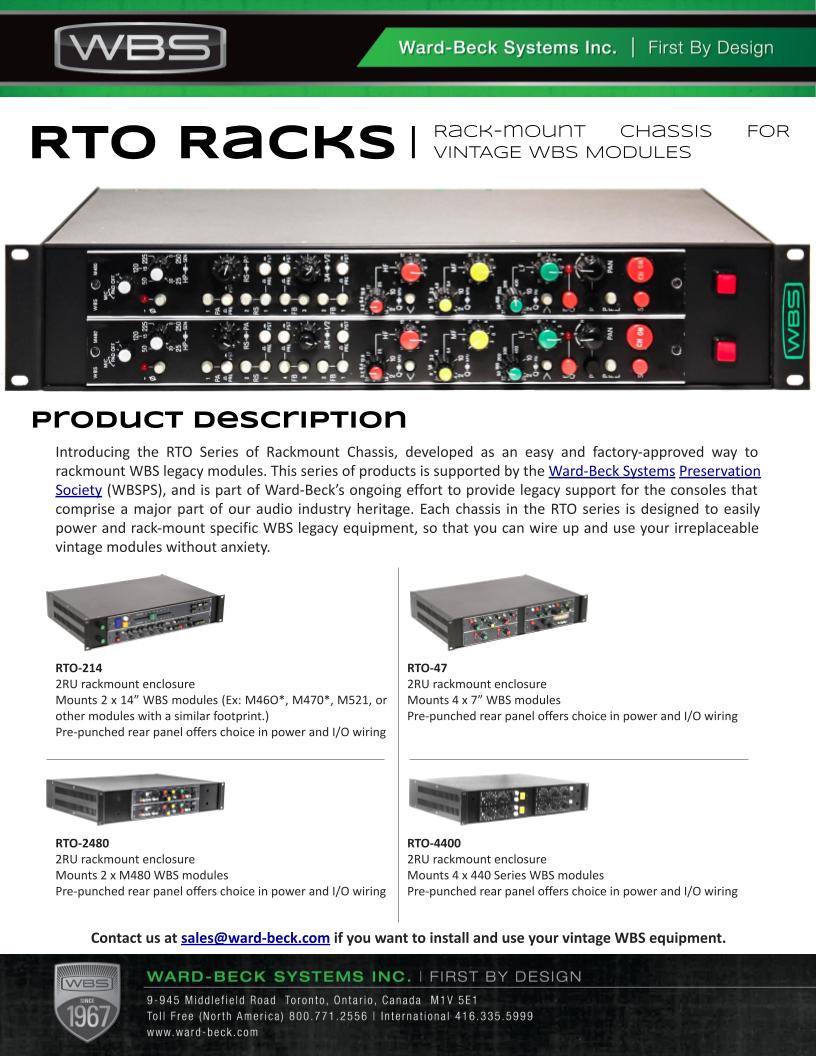 WBS
Ward-Beck Systems Inc. | First By Design
RTO Racks | Rack-mount chassis for
vintage WBS modules
WBS
Product Description
Introducing the RTO Series of Rackmount Chassis, developed as an easy and factory-approved way to
rackmount WBS legacy modules. This series of products is supported by the Ward-Beck Systems Preservation
Society (WBSPS), and is part of Ward-Beck’s ongoing effort to provide legacy support for the consoles that
comprise a major part of our audio industry heritage. Each chassis in the RTO series is designed to easily
power and rack-mount specific WBS legacy equipment, so that you can wire up and use your irreplaceable
vintage modules without anxiety.
RTO-214
2RU rackmount enclosure
Mounts 2 x 14” WBS modules (Ex: M46O*, M470*, M521, or
other modules with a similar footprint.)
Pre-punched rear panel offers choice in power and I/O wiring
RTO-47
2RU rackmount enclosure
Mounts 4 x 7” WBS modules
Pre-punched rear panel offers choice in power and I/O wiring
RTO-2480
2RU rackmount enclosure
Mounts 2 x M480 WBS modules
Pre-punched rear panel offers choice in power and I/O wiring
RTO-4400
2RU rackmount enclosure
Mounts 4 x 440 Series WBS modules
Pre-punched rear panel offers choice in power and I/O wiring
Contact us at sales@ward-beck.com if you want to install and use your vintage WBS equipment.
WBS
SINCE
1967
WARD-BECK SYSTEMS INC. | FIRST BY DESIGN
9-945 Middlefield Road Toronto, Ontario, Canada M1V 5E1
Toll Free (North America) 800.771.2556 | International 416.335.5999
www.ward-beck.com